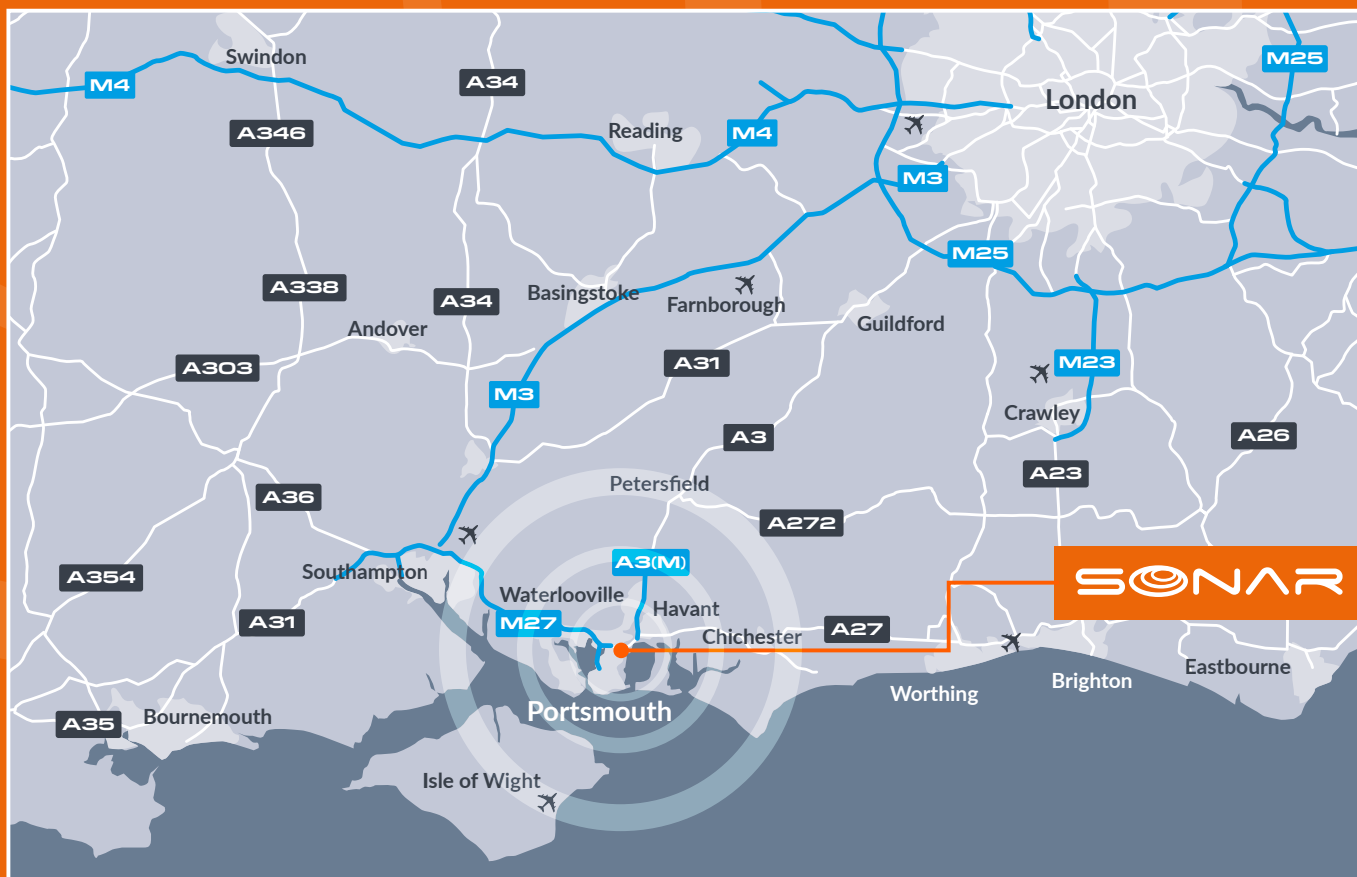 Swindon
M25
A34
M4
London
A346
Reading
M4
M3
M25
A338
Basingstoke
A34
Farnborough
Andover
Guildford
A303
A31
M23
M3
Crawley
A3
A26
A23
Petersfield
A36
A272
A3(M)
Southampton
A354
SONAR
Waterlooville
Havant
A31
M27
A27
Chichester
Eastbourne
Brighton
Worthing
Portsmouth
Bournemouth
A35
Isle of Wight
M4